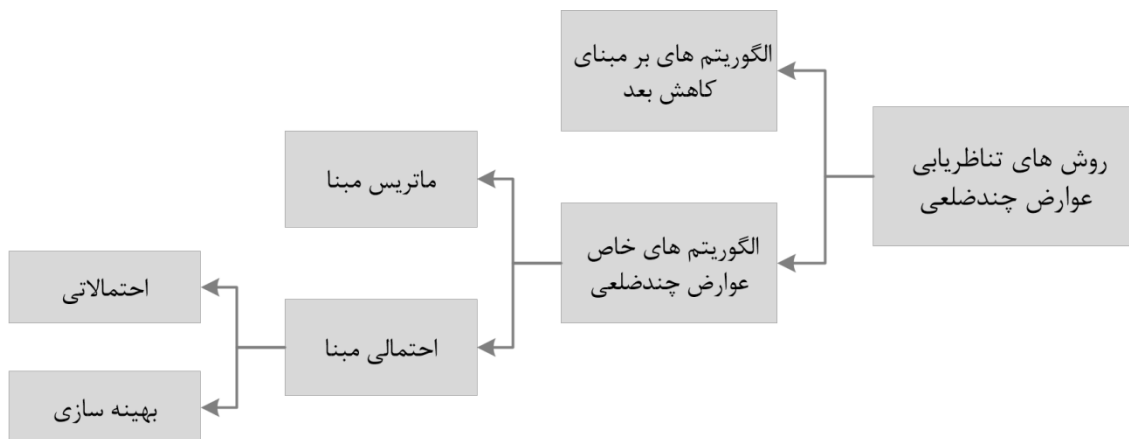 روش های تناظریابی
عوارض چندضلعی
الگوریتم های بر مبنای
کاهش بعد
الگوریتم های خاص
عوارض چندضلعی
ماتریس مبنا
احتمالی مبنا
احتمالاتی
بهینه سازی